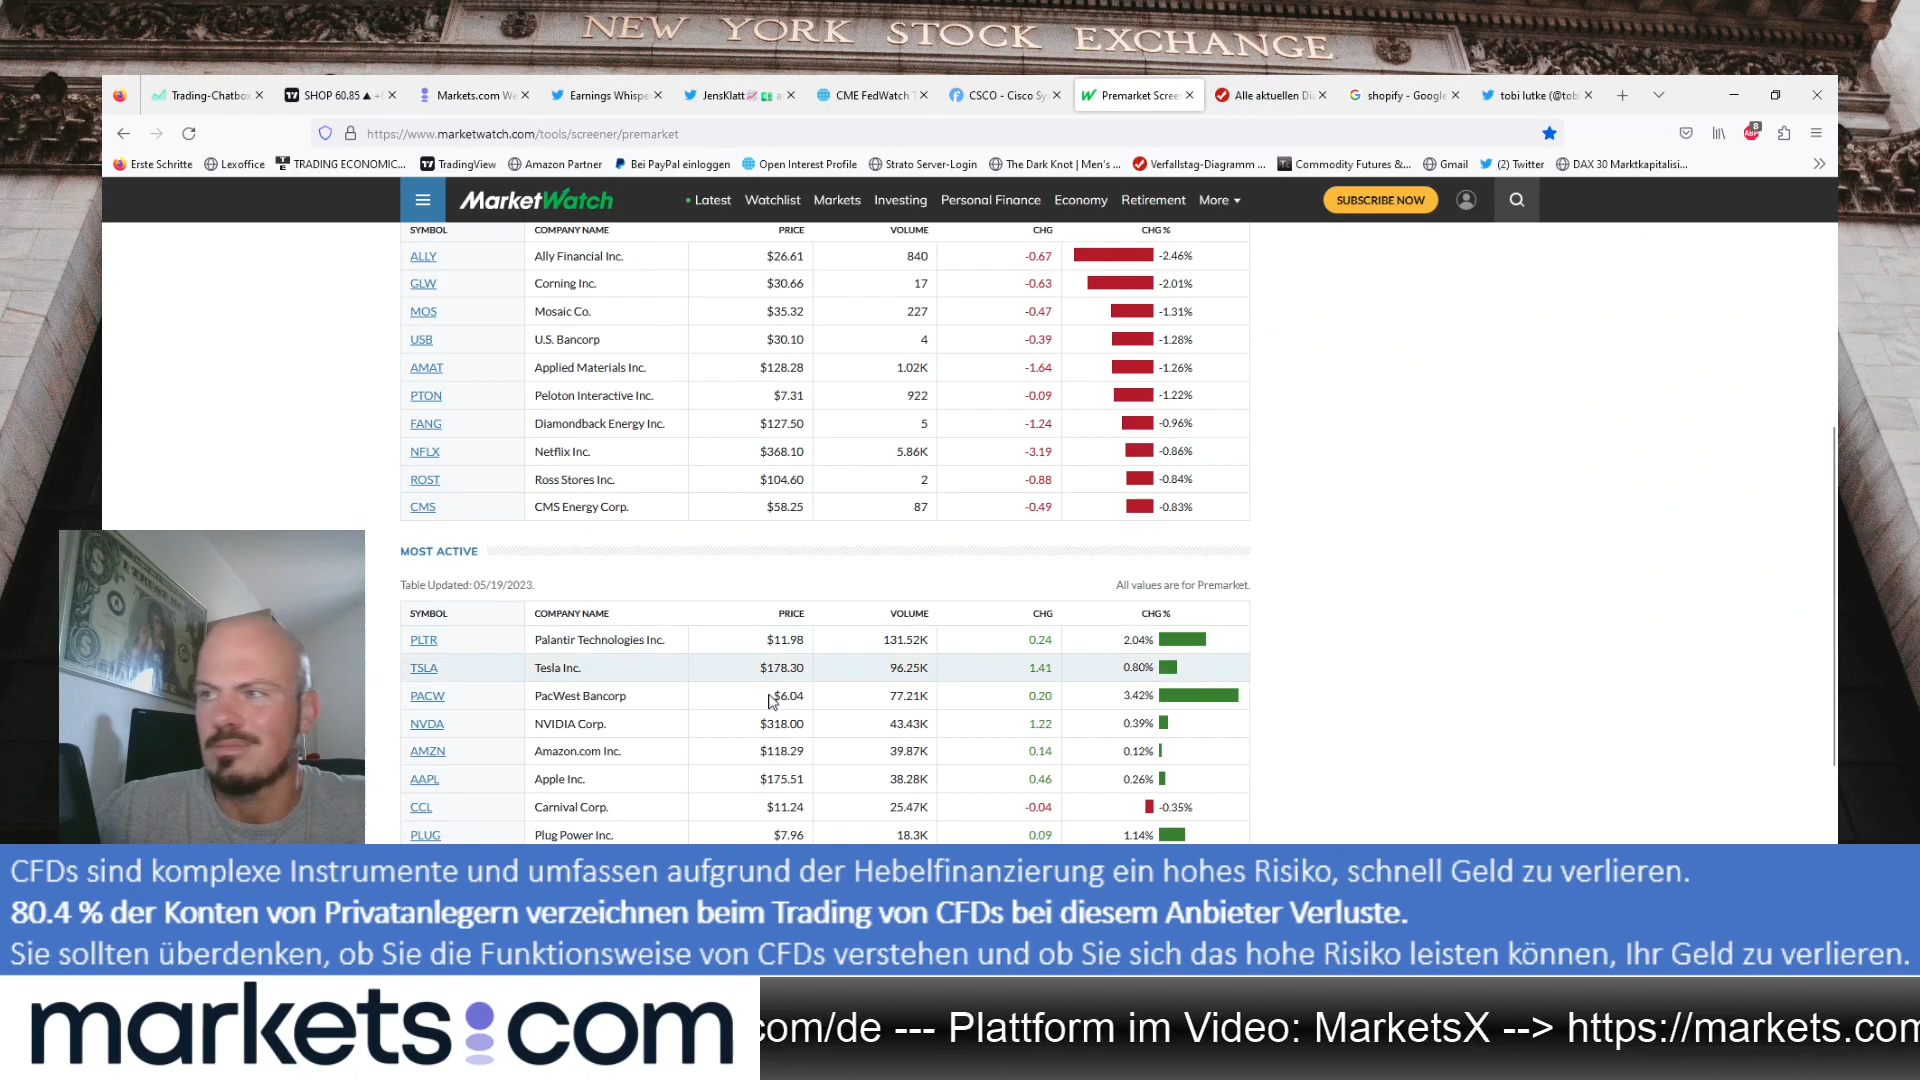 NEW YORK STOCK EXCHANGE
Trading-Chatbox
SHOP 60.85 ▲
Markets.com We
Earnings Whispe
JensKlatt
CME FedWatch T
CSCO - Cisco Sy
Premarket Scree
Alle aktuellen Di
shopify - Google
tobi lutke (@tob
https://www.marketwatch.com/tools/screener/premarket
8
Erste Schritte
Lexoffice
TRADING ECONOMIC...
TradingView
Amazon Partner
Bei PayPal einloggen
Open Interest Profile
Strato Server-Login
The Dark Knot | Men's ...
Verfallstag-Diagramm ...
Commodity Futures &...
Gmail
(2) Twitter
DAX 30 Marktkapitalisi...
MarketWatch
Latest Watchlist Markets Investing Personal Finance Economy Retirement More
SUBSCRIBE NOW
SYMBOL COMPANY NAME PRICE VOLUME CHG CHG %
ALLY Ally Financial Inc. $26.61 840 -0.67 -2.46%
GLW Corning Inc. $30.66 17 -0.63 -2.01%
MOS Mosaic Co. $35.32 227 -0.47 -1.31%
USB U.S. Bancorp $30.10 4 -0.39 -1.28%
AMAT Applied Materials Inc. $128.28 1.02K -1.64 -1.26%
PTON Peloton Interactive Inc. $7.31 922 -0.09 -1.22%
FANG Diamondback Energy Inc. $127.50 5 -1.24 -0.96%
NFLX Netflix Inc. $368.10 5.86K -3.19 -0.86%
ROST Ross Stores Inc. $104.60 2 -0.88 -0.84%
CMS CMS Energy Corp. $58.25 87 -0.49 -0.83%
MOST ACTIVE
Table Updated: 05/19/2023. All values are for Premarket.
SYMBOL COMPANY NAME PRICE VOLUME CHG CHG %
PLTR Palantir Technologies Inc. $11.98 131.52K 0.24 2.04%
TSLA Tesla Inc. $178.30 96.25K 1.41 0.80%
PACW PacWest Bancorp $6.04 77.21K 0.20 3.42%
NVDA NVIDIA Corp. $318.00 43.43K 1.22 0.39%
AMZN Amazon.com Inc. $118.29 39.87K 0.14 0.12%
AAPL Apple Inc. $175.51 38.28K 0.46 0.26%
CCL Carnival Corp. $11.24 25.47K -0.04 -0.35%
PLUG Plug Power Inc. $7.96 18.3K 0.09 1.14%
CFDs sind komplexe Instrumente und umfassen aufgrund der Hebelfinanzierung ein hohes Risiko, schnell Geld zu verlieren.
80.4 % der Konten von Privatanlegern verzeichnen beim Trading von CFDs bei diesem Anbieter Verluste.
Sie sollten überdenken, ob Sie die Funktionsweise von CFDs verstehen und ob Sie sich das hohe Risiko leisten können, Ihr Geld zu verlieren.
markets.com
com/de --- Plattform im Video: MarketsX --> https://markets.com